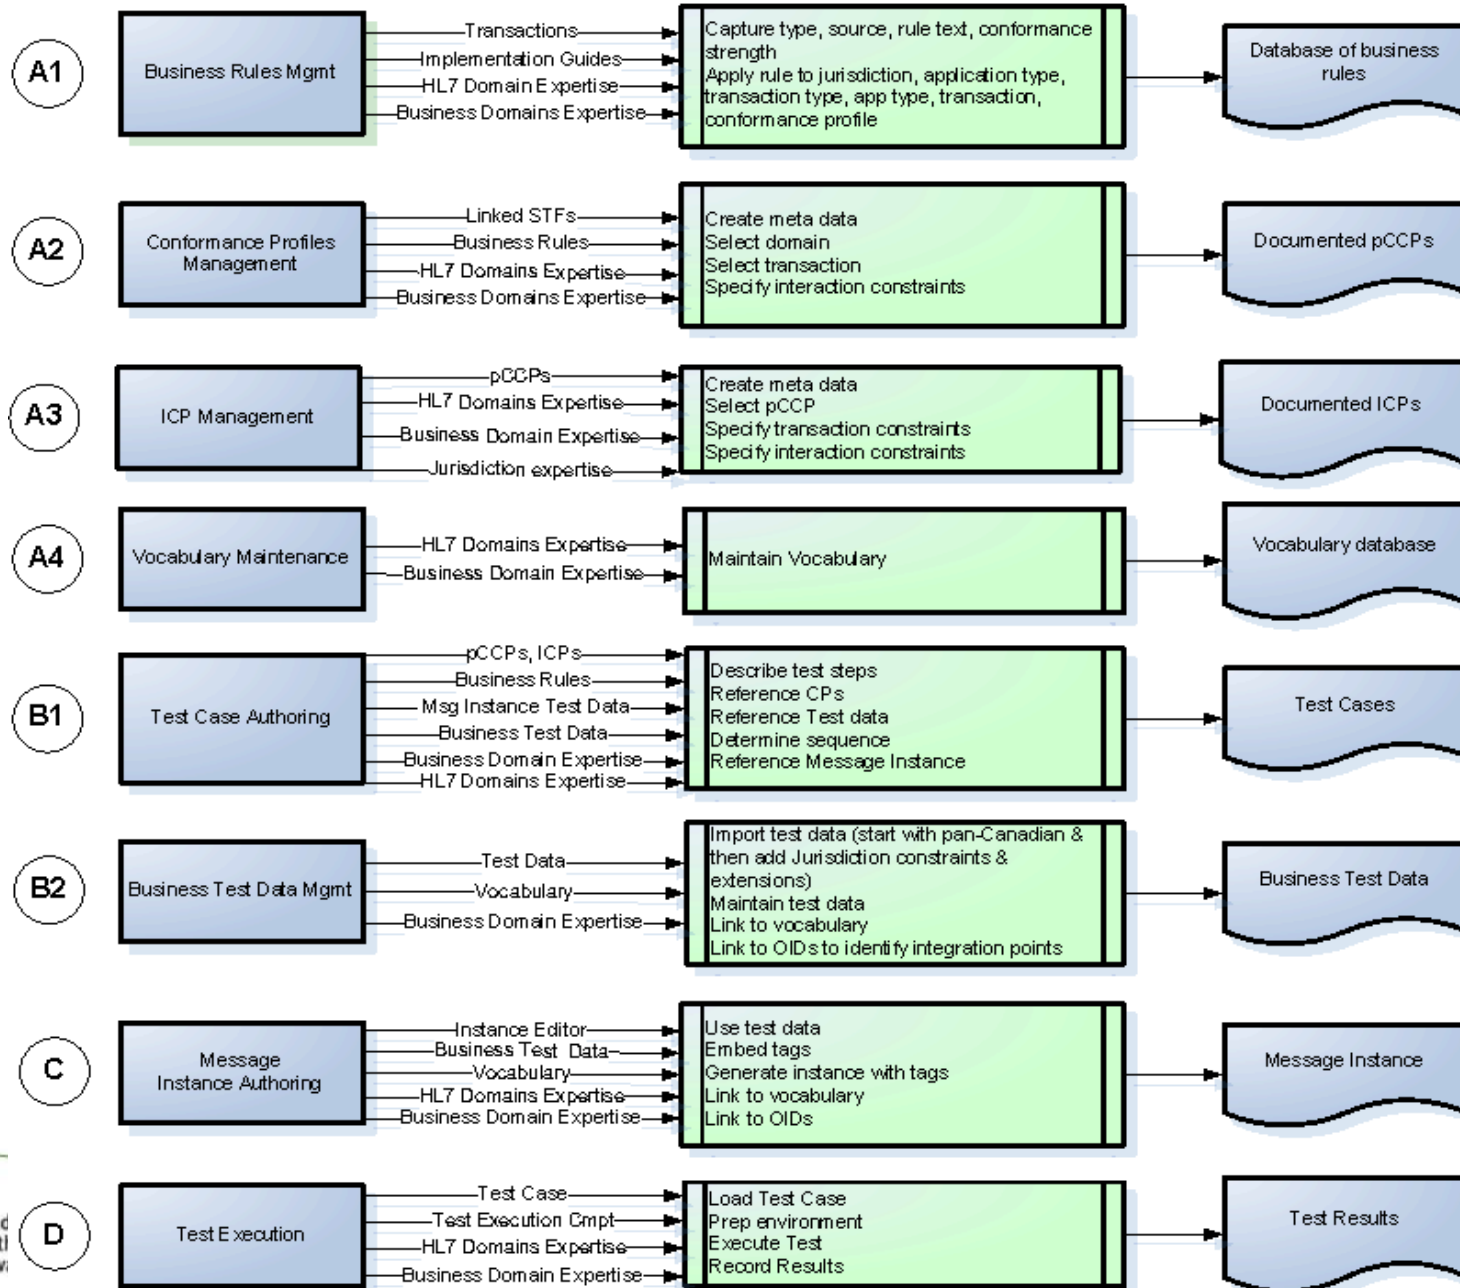 A1
Business Rules Mgmt
Transactions
Implementation Guides
HL7 Domain Expertise
Business Domains Expertise
Capture type, source, rule text, conformance
strength
Apply rule to jurisdiction, application type,
transaction type, app type, transaction,
conformance profile
Database of business
rules
A2
Conformance Profiles
Management
Linked STFs
Business Rules
HL7 Domains Expertise
Business Domains Expertise
Create meta data
Select domain
Select transaction
Specify interaction constraints
Documented pCCPs
A3
ICP Management
pCCPs
HL7 Domains Expertise
Business Domain Expertise
Jurisdiction expertise
Create meta data
Select pCCP
Specify transaction constraints
Specify interaction constraints
Documented ICPs
A4
Vocabulary Maintenance
HL7 Domains Expertise
Business Domain Expertise
Maintain Vocabulary
Vocabulary database
B1
Test Case Authoring
pCCPs, ICPs
Business Rules
Msg Instance Test Data
Business Test Data
Business Domain Expertise
HL7 Domains Expertise
Describe test steps
Reference CPs
Reference Test data
Determine sequence
Reference Message Instance
Test Cases
B2
Business Test Data Mgmt
Test Data
Vocabulary
Business Domain Expertise
Import test data (start with pan-Canadian &
then add Jurisdiction constraints &
extensions)
Maintain test data
Link to vocabulary
Link to OIDs to identify integration points
Business Test Data
C
Message
Instance Authoring
Instance Editor
Business Test Data
Vocabulary
HL7 Domains Expertise
Business Domain Expertise
Use test data
Embed tags
Generate instance with tags
Link to vocabulary
Link to OIDs
Message Instance
D
Test Execution
Test Case
Test Execution Cmpt
HL7 Domains Expertise
Business Domain Expertise
Load Test Case
Prep environment
Execute Test
Record Results
Test Results